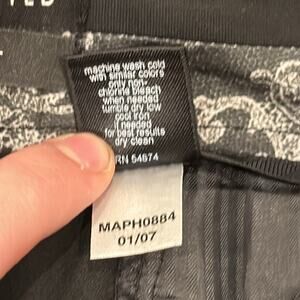 machine wash cold
with similar colors
only non-
chlorine bleach
when needed
tumble dry low
cool iron
if needed
for best results
dry clean
RN 54874
MAPH0884
01/07